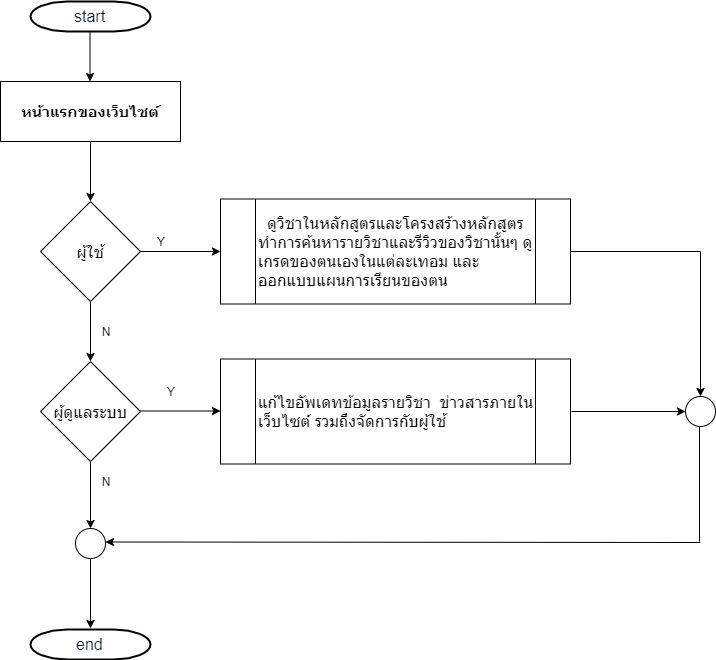 start
หน้าแรกของเว็บไซต์
ผู้ใช้
Y
ดูวิชาในหลักสูตรและโครงสร้างหลักสูตร
ทำการค้นหารายวิชาและรีวิวของวิชานั้นๆ ดู
เกรดของตนเองในแต่ละเทอม และ
ออกแบบแผนการเรียนของตน
N
ผู้ดูแลระบบ
Y
แก้ไขอัพเดทข้อมูลรายวิชา ข่าวสารภายใน
เว็บไซต์ รวมถึงจัดการกับผู้ใช้
N
end